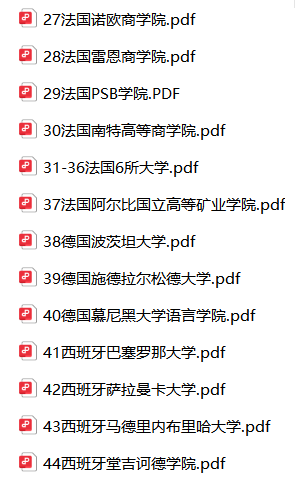 27法国诺欧商学院.pdf
28法国雷恩商学院.pdf
29法国PSB学院.PDF
30法国南特高等商学院.pdf
31-36法国6所大学.pdf
37法国阿尔比国立高等矿业学院.pdf
38德国波茨坦大学.pdf
39德国施德拉尔松德大学.pdf
40德国慕尼黑大学语言学院.pdf
41西班牙巴塞罗那大学.pdf
42西班牙萨拉曼卡大学.pdf
43西班牙马德里内布里哈大学.pdf
44西班牙堂吉诃德学院.pdf